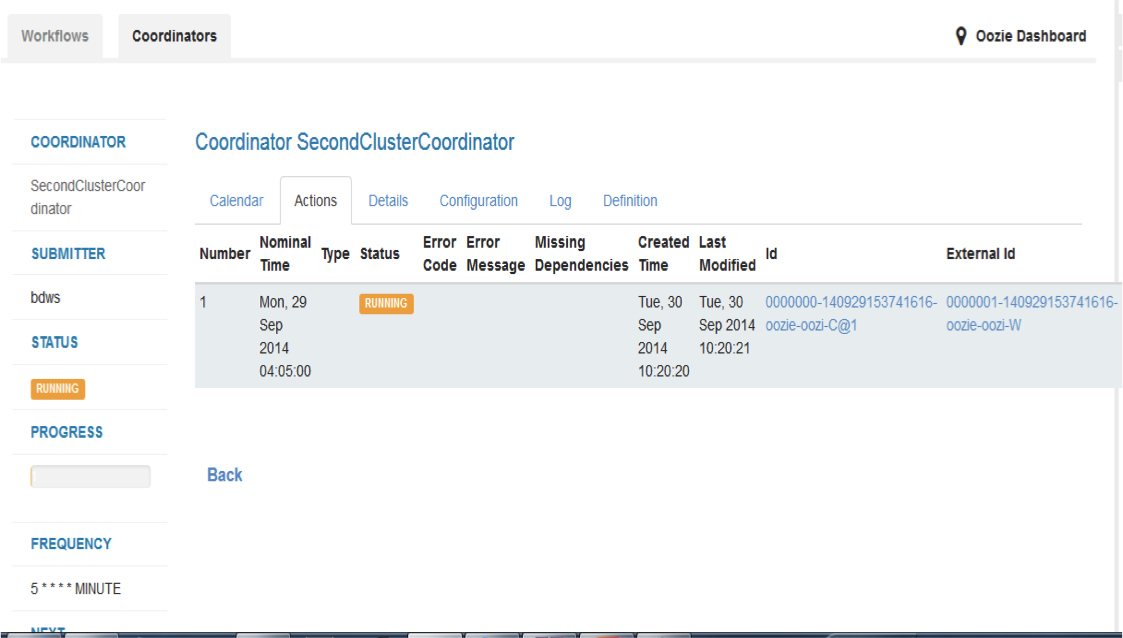 Workflows Coordinators Oozie Dashboard
COORDINATOR
SecondClusterCoor
dinator
SUBMITTER
bdws
STATUS
RUNNING
PROGRESS
FREQUENCY
5 * * * * MINUTE
NEXT
Coordinator SecondClusterCoordinator
Calendar Actions Details Configuration Log Definition
Number Nominal Time Type Status Error Code Error Message Missing Dependencies Created Time Last Modified Id External Id
1 Mon, 29 RUNNING Tue, 30 Tue, 30 0000000-140929153741616- 0000001-140929153741616-
Sep Sep Sep 2014 oozie-oozi-C@1 oozie-oozi-W
2014 2014 10:20:21
04:05:00 10:20:20
Back